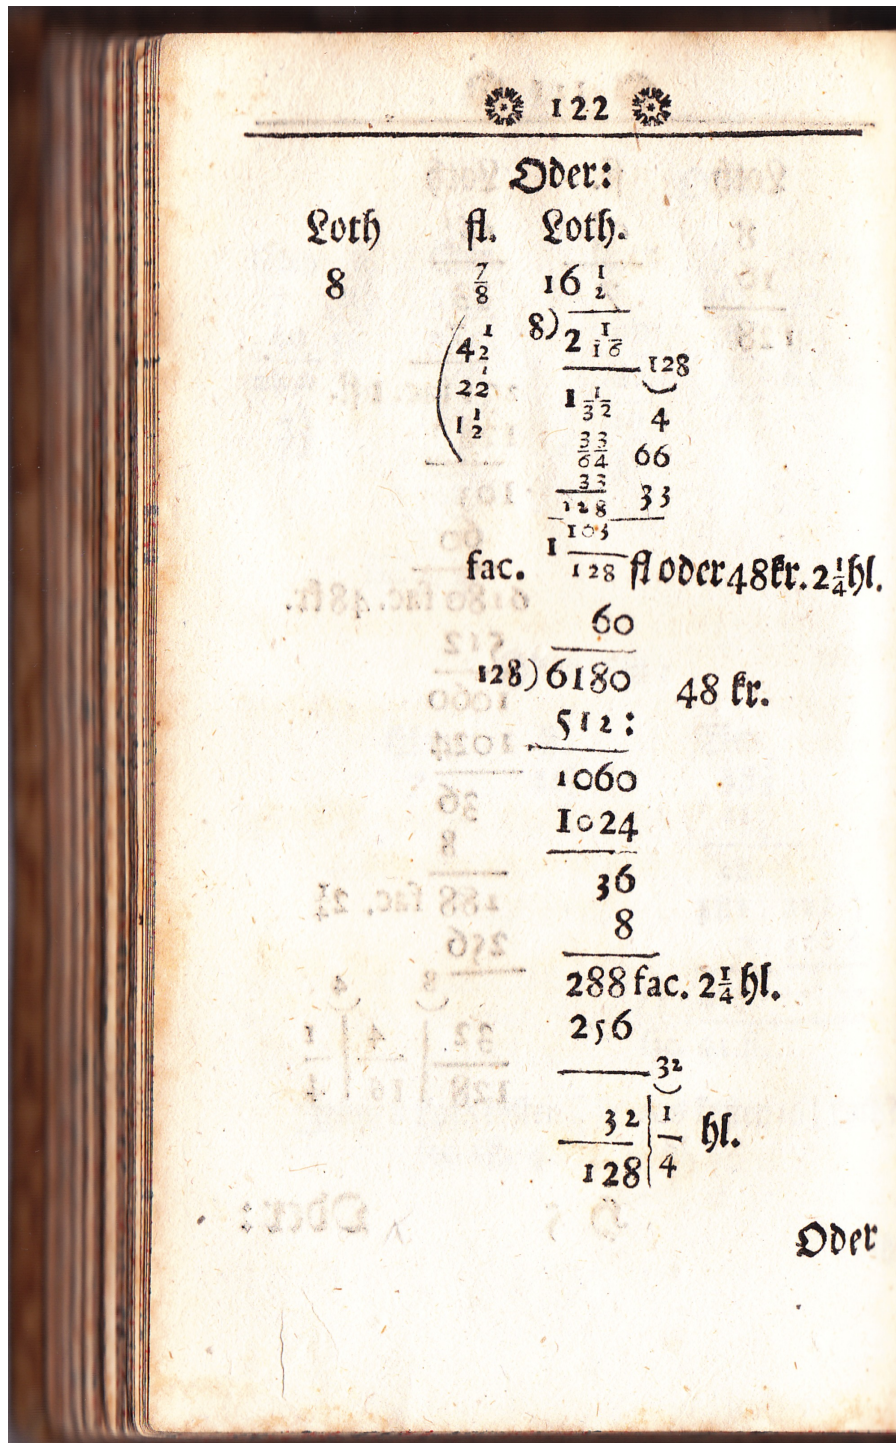 122
Oder:
Loth fl. Loth.
8 7/8 16 1/2
4 1/2 8) 2 1/16
128
22 1 1 1/32 4
1 1/2 33/64 66
33/128 33
fac. 1 103/128 fl oder 48 kr. 2 1/4 hl.
60
128) 6180 48 kr.
512:
1060
1024
36
8
288 fac. 2 1/4 hl.
256
32
32/128 | 1/4 hl.
Oder